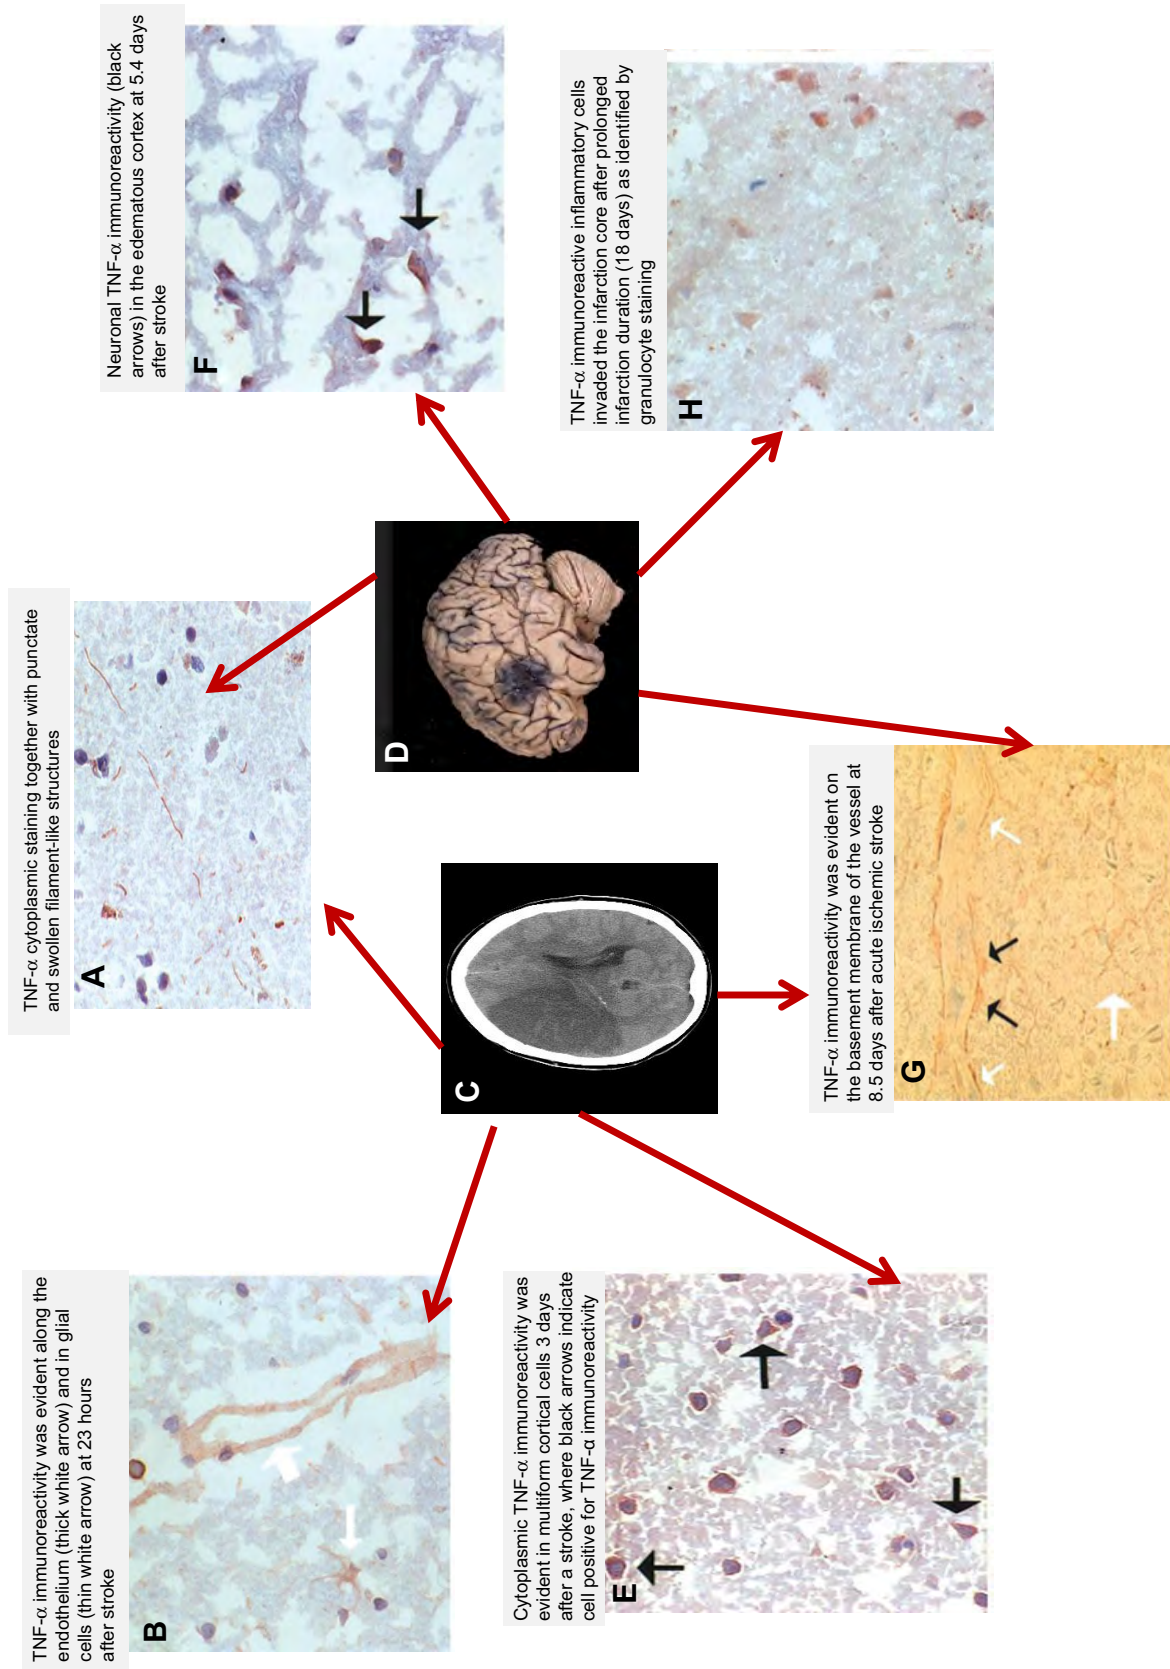 TNF-α immunoreactivity was evident along the
endothelium (thick white arrow) and in glial
cells (thin white arrow) at 23 hours
after stroke
B
TNF-α cytoplasmic staining together with punctate
and swollen filament-like structures
A
Neuronal TNF-α immunoreactivity (black
arrows) in the edematous cortex at 5.4 days
after stroke
F
C
D
Cytoplasmic TNF-α immunoreactivity was
evident in multiform cortical cells 3 days
after a stroke, where black arrows indicate
cell positive for TNF-α immunoreactivity
E
TNF-α immunoreactivity was evident on
the basement membrane of the vessel at
8.5 days after acute ischemic stroke
G
TNF-α immunoreactive inflammatory cells
invaded the infarction core after prolonged
infarction duration (18 days) as identified by
granulocyte staining
H